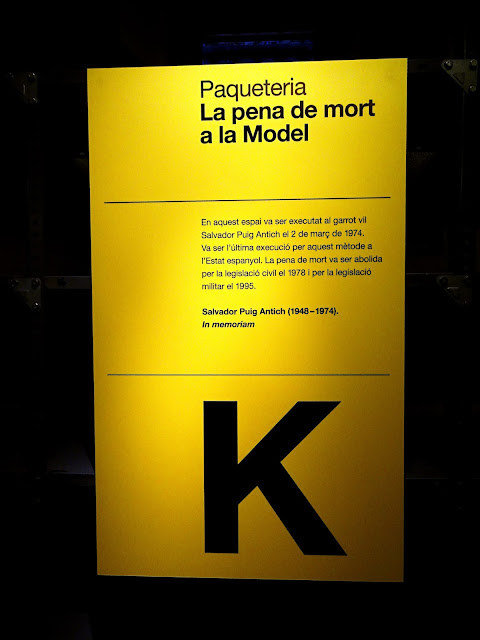 Paqueteria
La pena de mort
a la Model
En aquest espai va ser executat al garrot vil
Salvador Puig Antich el 2 de març de 1974.
Va ser l'última execució per aquest mètode a
l'Estat espanyol. La pena de mort va ser abolida
per la legislació civil el 1978 i per la legislació
militar el 1995.
Salvador Puig Antich (1948–1974).
In memoriam
K